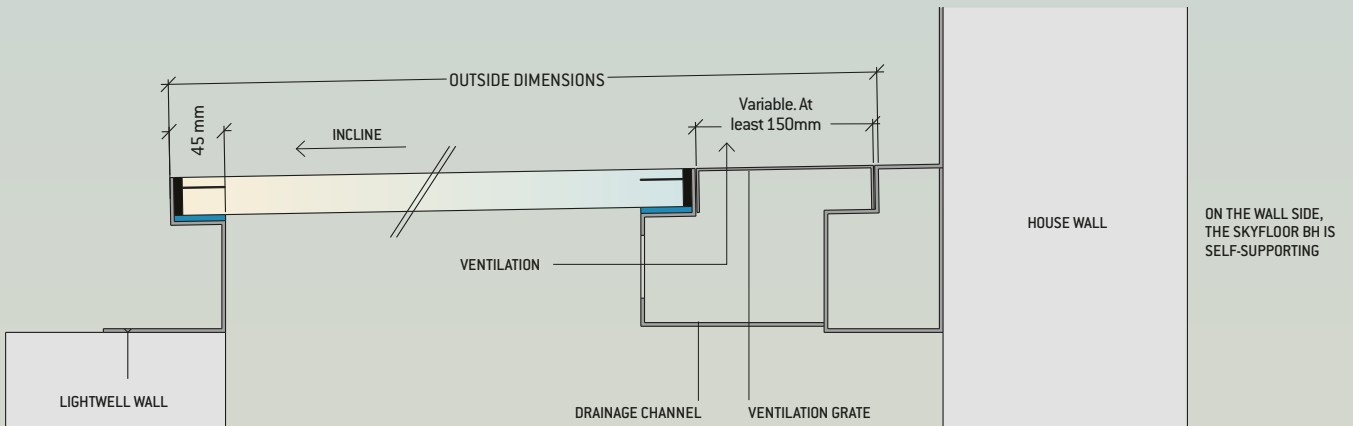 OUTSIDE DIMENSIONS
45 mm
INCLINE
Variable. At
least 150mm
VENTILATION
HOUSE WALL
ON THE WALL SIDE,
THE SKYFLOOR BH IS
SELF-SUPPORTING
LIGHTWELL WALL
DRAINAGE CHANNEL
VENTILATION GRATE